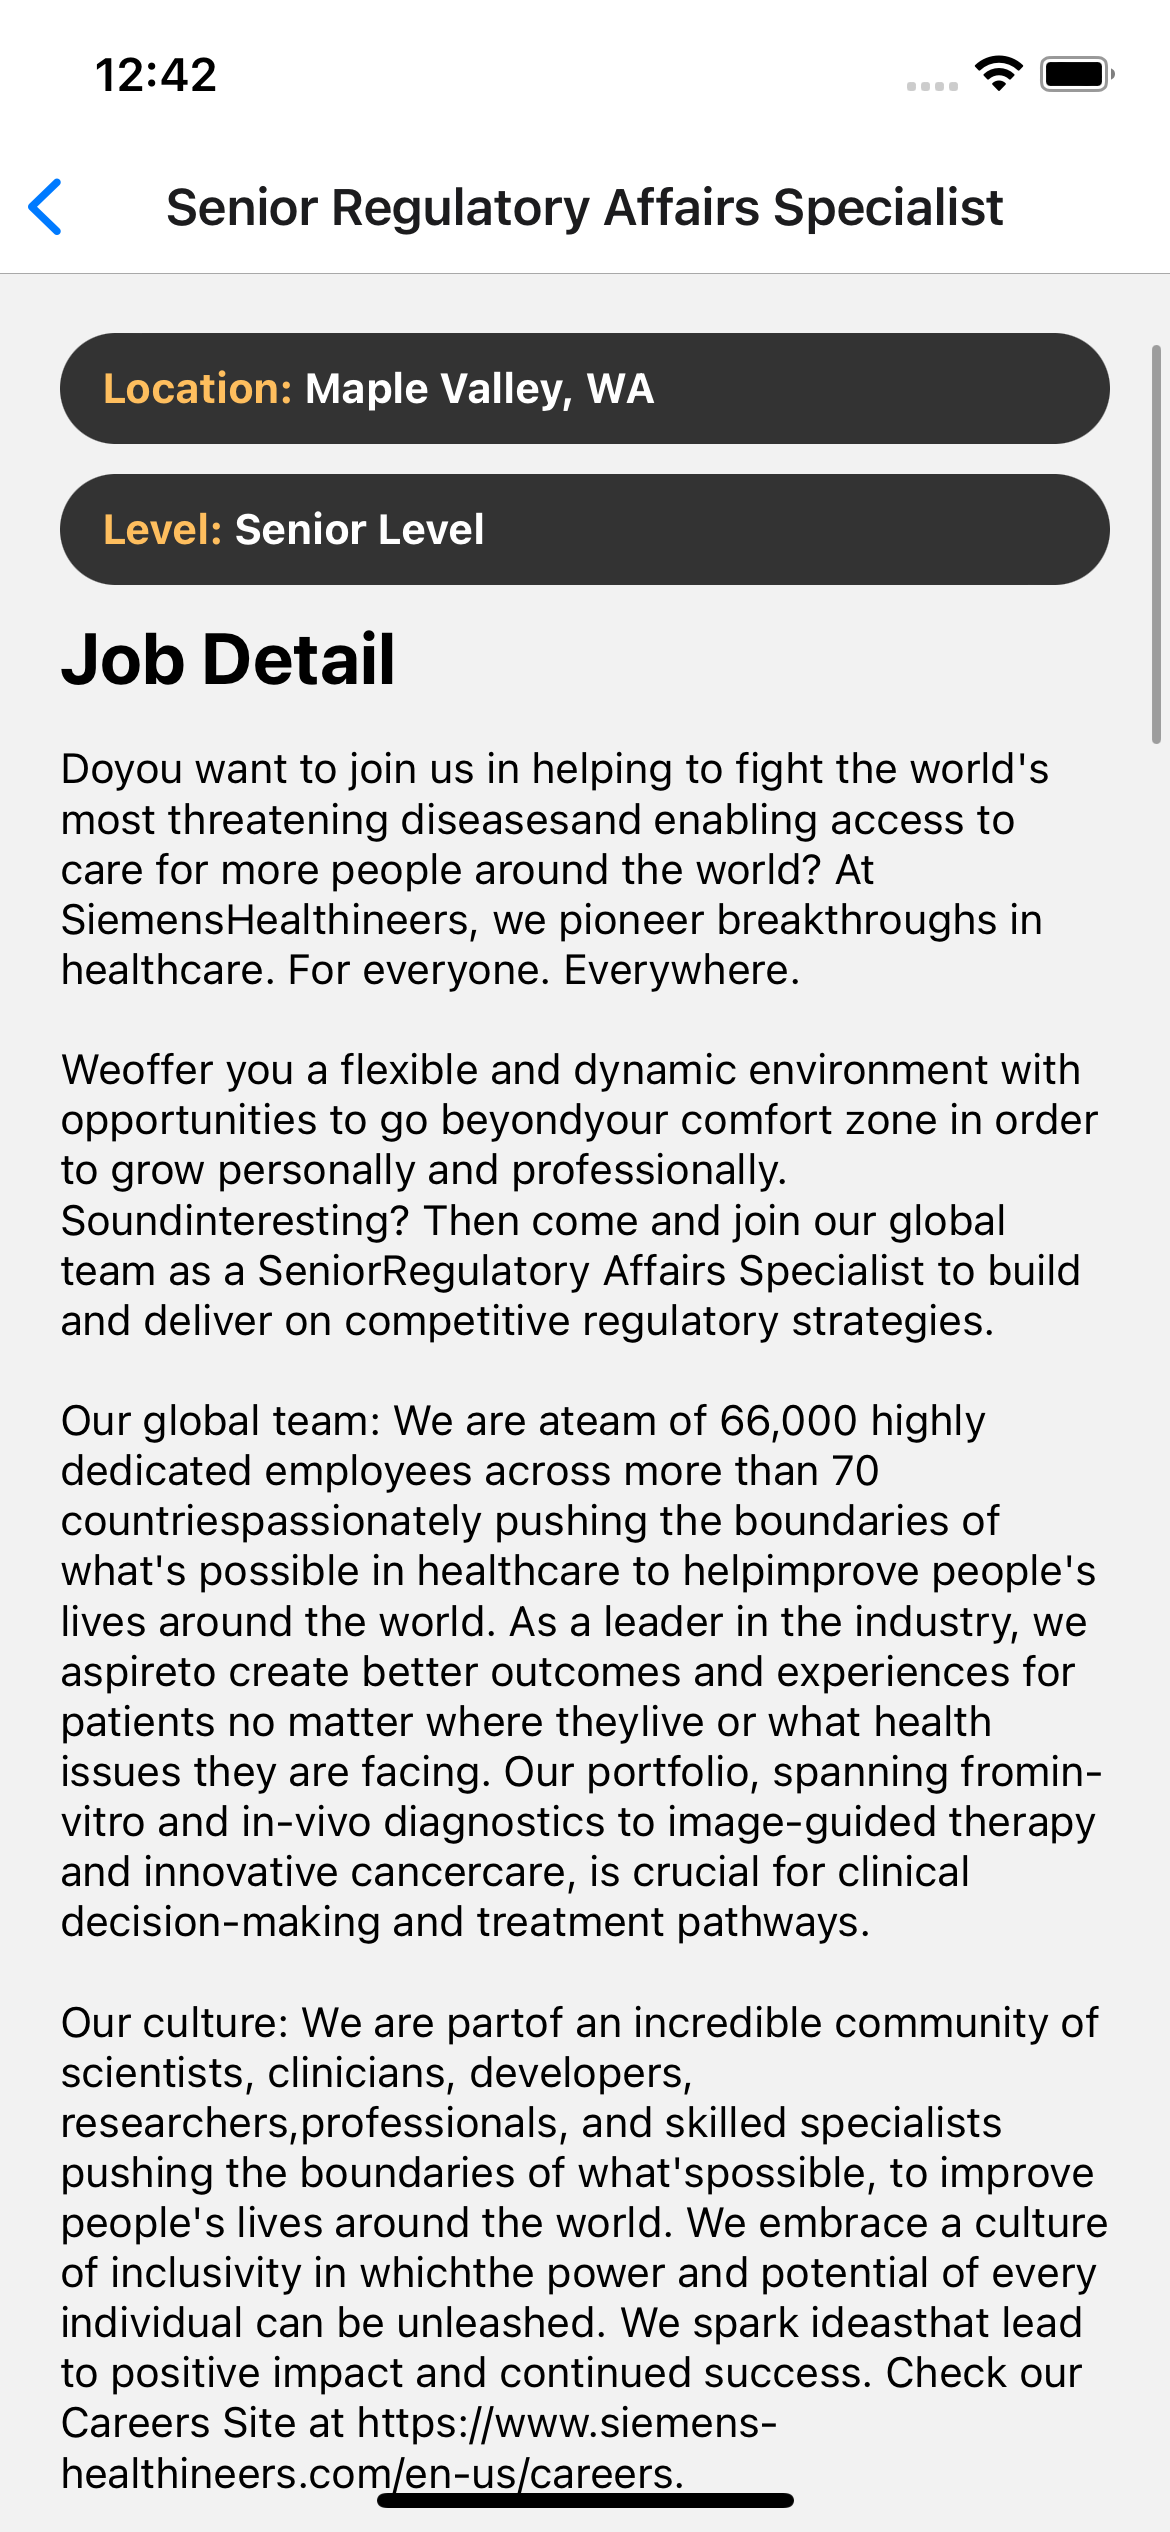 12:42
Senior Regulatory Affairs Specialist
Location: Maple Valley, WA
Level: Senior Level
Job Detail
Doyou want to join us in helping to fight the world's
most threatening diseasesand enabling access to
care for more people around the world? At
SiemensHealthineers, we pioneer breakthroughs in
healthcare. For everyone. Everywhere.
Weoffer you a flexible and dynamic environment with
opportunities to go beyondyour comfort zone in order
to grow personally and professionally.
Soundinteresting? Then come and join our global
team as a SeniorRegulatory Affairs Specialist to build
and deliver on competitive regulatory strategies.
Our global team: We are ateam of 66,000 highly
dedicated employees across more than 70
countriespassionately pushing the boundaries of
what's possible in healthcare to helpimprove people's
lives around the world. As a leader in the industry, we
aspireto create better outcomes and experiences for
patients no matter where theylive or what health
issues they are facing. Our portfolio, spanning fromin-
vitro and in-vivo diagnostics to image-guided therapy
and innovative cancercare, is crucial for clinical
decision-making and treatment pathways.
Our culture: We are partof an incredible community of
scientists, clinicians, developers,
researchers,professionals, and skilled specialists
pushing the boundaries of what'spossible, to improve
people's lives around the world. We embrace a culture
of inclusivity in whichthe power and potential of every
individual can be unleashed. We spark ideasthat lead
to positive impact and continued success. Check our
Careers Site at https://www.siemens-
healthineers.com/en-us/careers.